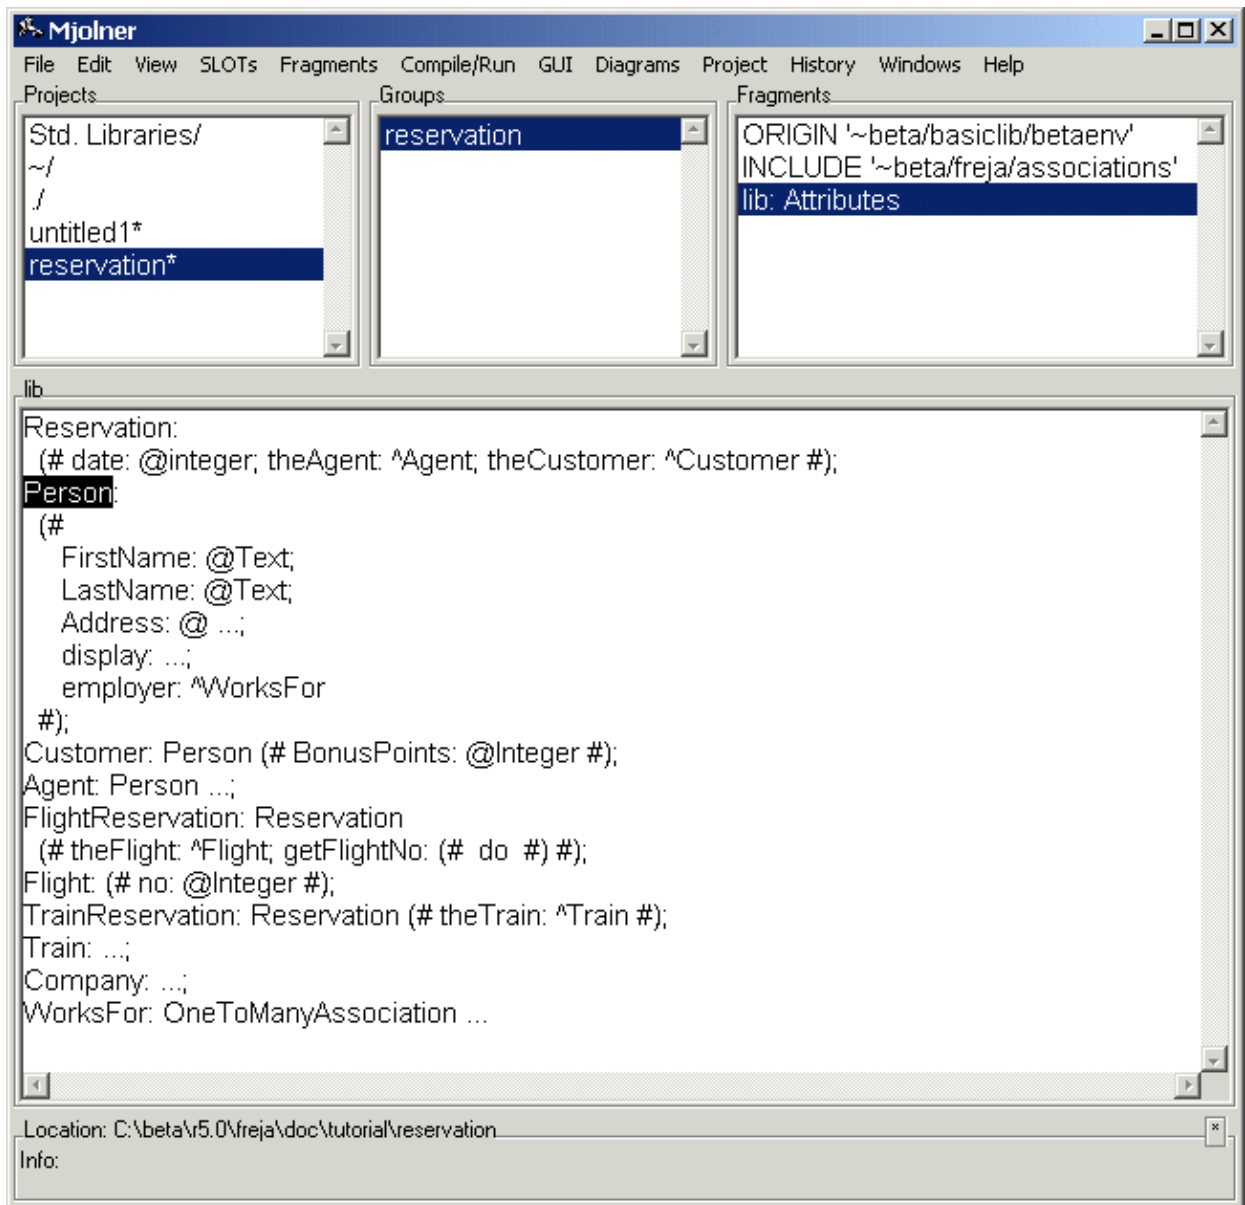 Mjolner
File Edit View SLOTs Fragments Compile/Run GUI Diagrams Project History Windows Help
Projects Groups Fragments
Std. Libraries/
~/
./
untitled1*
reservation*
reservation
ORIGIN '~beta/basiclib/betaenv'
INCLUDE '~beta/freja/associations'
lib: Attributes
lib
Reservation:
(# date: @integer; theAgent: ^Agent; theCustomer: ^Customer #);
Person:
(#
FirstName: @Text;
LastName: @Text;
Address: @ ...;
display: ...;
employer: ^WorksFor
#);
Customer: Person (# BonusPoints: @Integer #);
Agent: Person ...;
FlightReservation: Reservation
(# theFlight: ^Flight; getFlightNo: (#  do  #) #);
Flight: (# no: @Integer #);
TrainReservation: Reservation (# theTrain: ^Train #);
Train: ...;
Company: ...;
WorksFor: OneToManyAssociation ...
Location: C:\beta\r5.0\freja\doc\tutorial\reservation
Info: